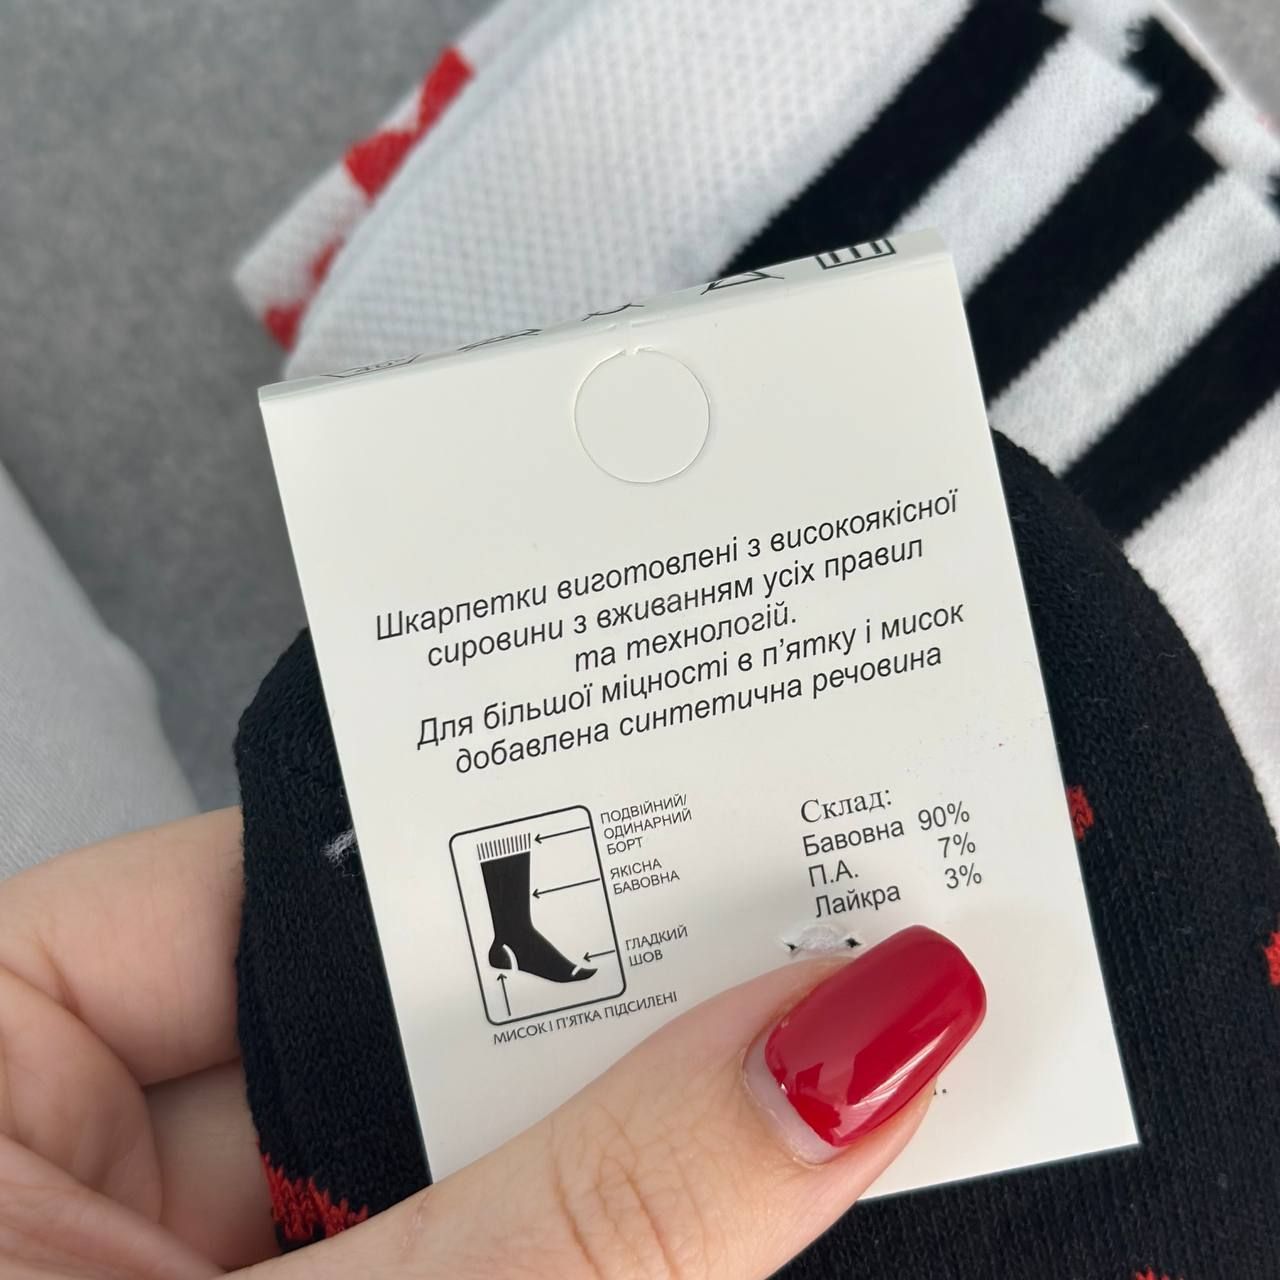 Шкарпетки виготовлені з високоякісної
сировини з вживанням усіх правил
та технологій.
Для більшої міцності в п'ятку і мисок
добавлена синтетична речовина
ПОДВІЙНИЙ/
ОДИНАРНИЙ
БОРТ
ЯКІСНА
БАВОВНА
ГЛАДКИЙ
ШОВ
МИСОК І П'ЯТКА ПІДСИЛЕНІ
Склад:
Бавовна 90%
П.А. 7%
Лайкра 3%